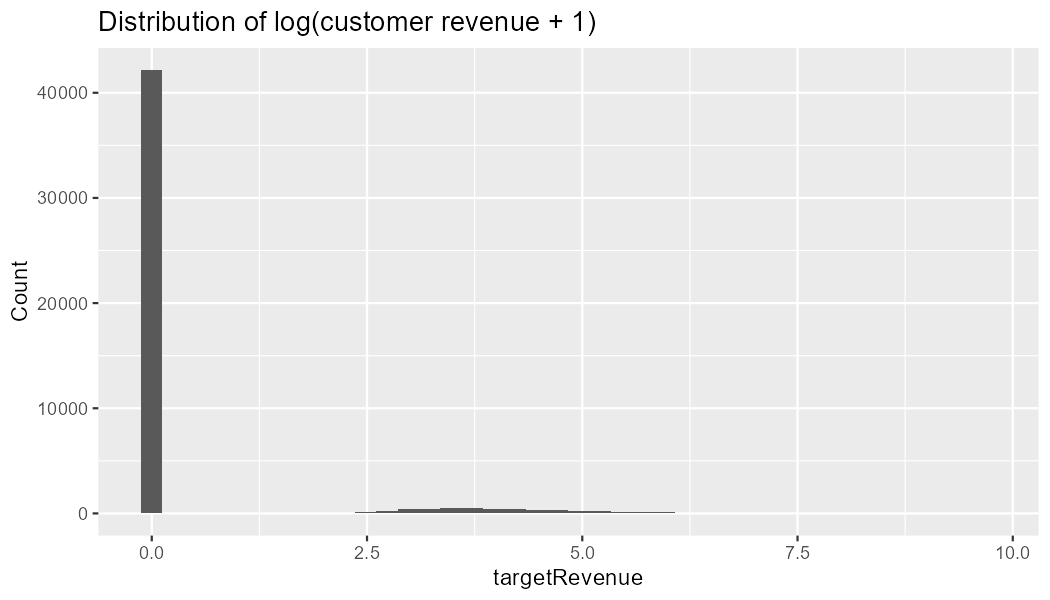 Distribution of log(customer revenue + 1)
40000
30000
20000
10000
0
Count
0.0 2.5 5.0 7.5 10.0
targetRevenue